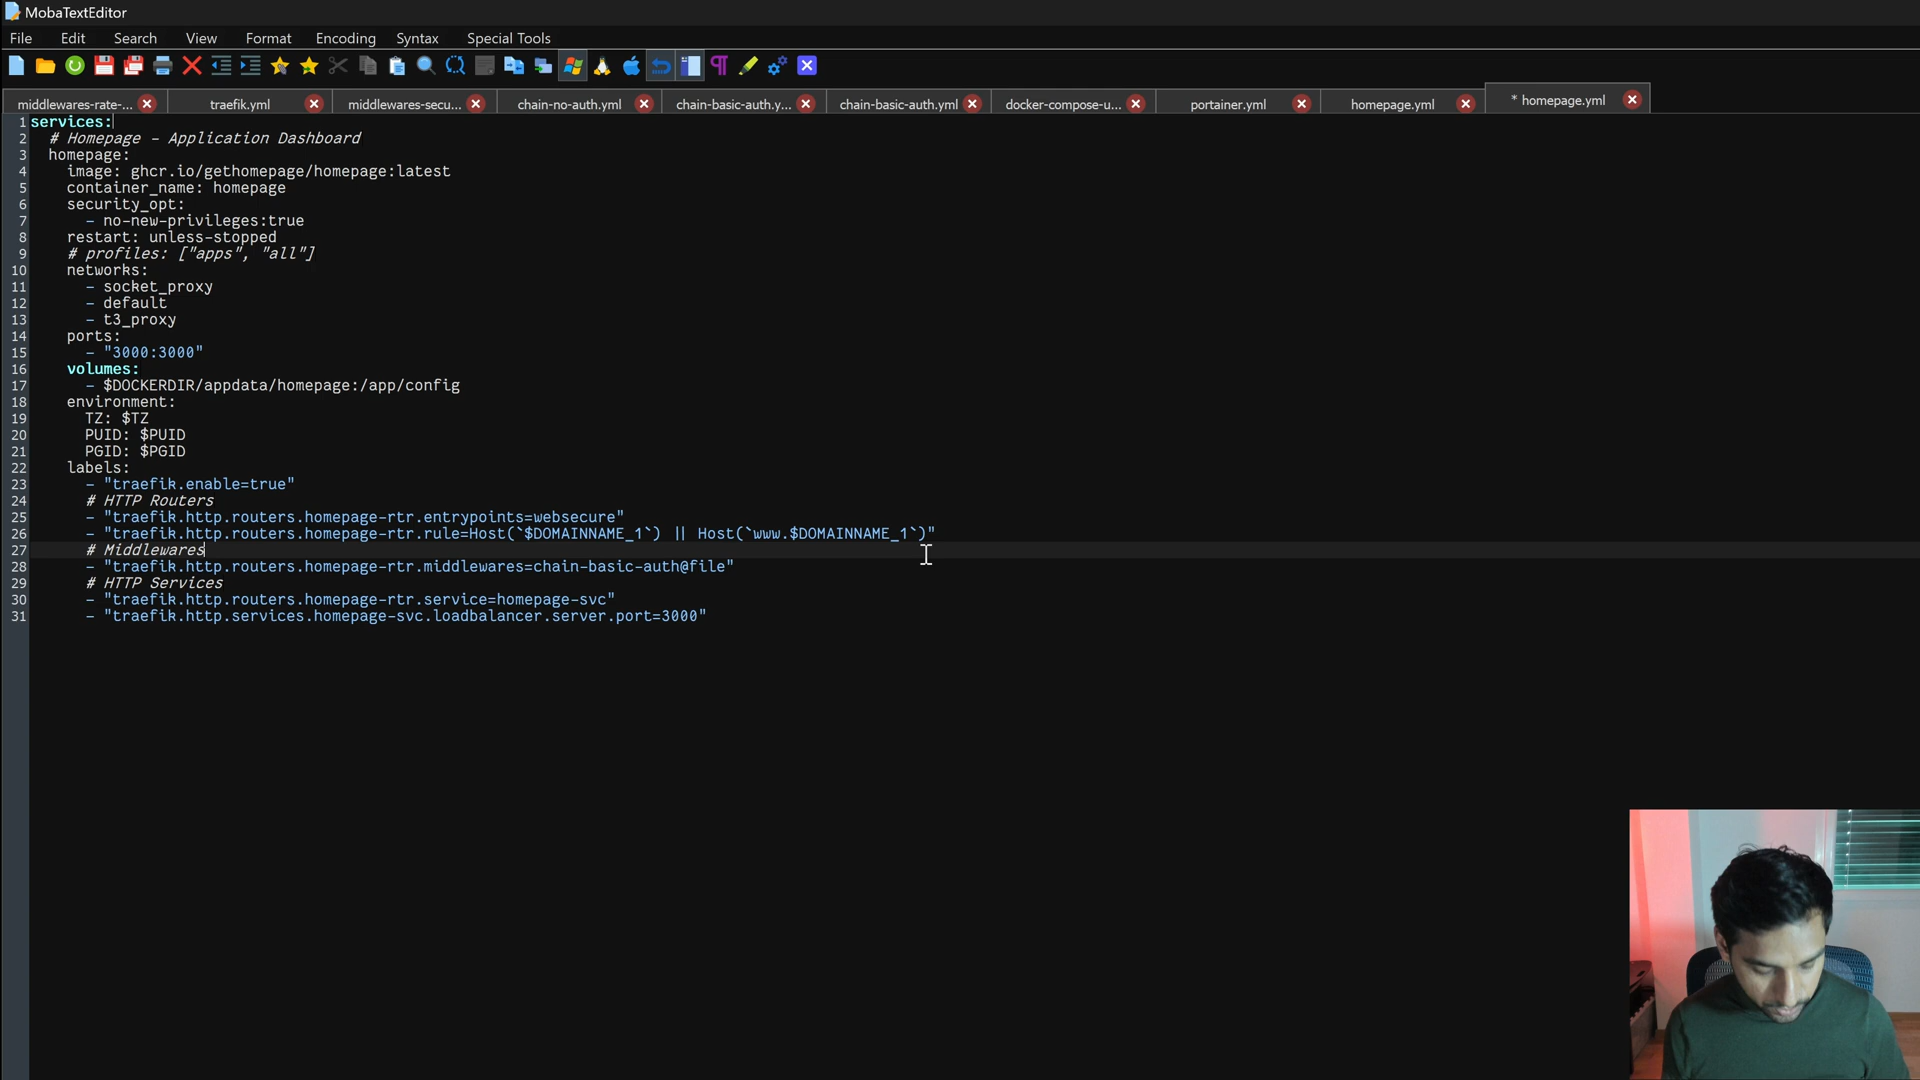 MobaTextEditor
File Edit Search View Format Encoding Syntax Special Tools
middlewares-rate-... traefik.yml middlewares-secu... chain-no-auth.yml chain-basic-auth.y... chain-basic-auth.yml docker-compose-u... portainer.yml homepage.yml * homepage.yml
1 services:
2 # Homepage - Application Dashboard
3 homepage:
4 image: ghcr.io/gethomepage/homepage:latest
5 container_name: homepage
6 security_opt:
7 - no-new-privileges:true
8 restart: unless-stopped
9 # profiles: ["apps", "all"]
10 networks:
11 - socket_proxy
12 - default
13 - t3_proxy
14 ports:
15 - "3000:3000"
16 volumes:
17 - $DOCKERDIR/appdata/homepage:/app/config
18 environment:
19 TZ: $TZ
20 PUID: $PUID
21 PGID: $PGID
22 labels:
23 - "traefik.enable=true"
24 # HTTP Routers
25 - "traefik.http.routers.homepage-rtr.entrypoints=websecure"
26 - "traefik.http.routers.homepage-rtr.rule=Host(`$DOMAINNAME_1`) || Host(`www.$DOMAINNAME_1`)"
27 # Middlewares
28 - "traefik.http.routers.homepage-rtr.middlewares=chain-basic-auth@file"
29 # HTTP Services
30 - "traefik.http.routers.homepage-rtr.service=homepage-svc"
31 - "traefik.http.services.homepage-svc.loadbalancer.server.port=3000"